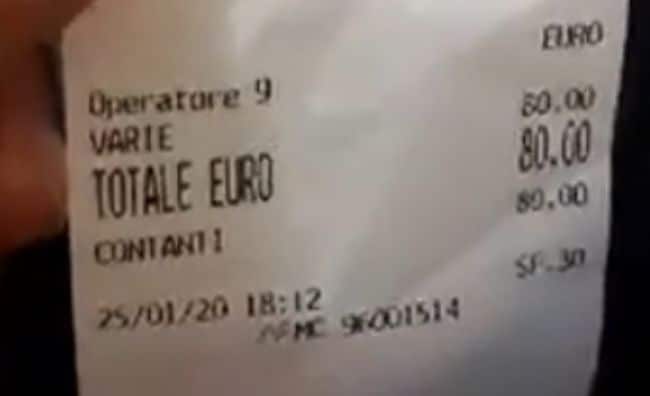 EURO
Operatore 9
VARIE 80.00
TOTALE EURO 80.00
CONTANTI 80.00
SF.30
25/01/20 18:12
MC 96001514